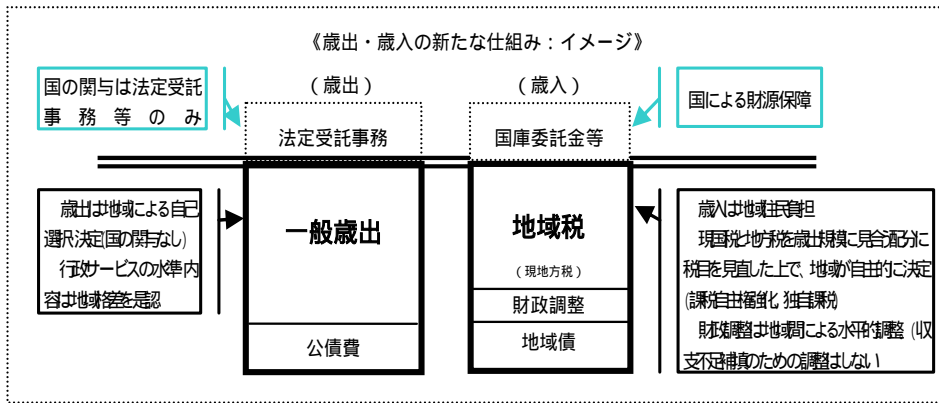 《歳出・歳入の新たな仕組み：イメージ》
国の関与は法定受託
事務等のみ
（歳出）
（歳入）
国による財源保障
法定受託事務
国庫委託金等
歳出は地域による自己
選択・決定(国の関与なし)
行政サービスの水準・内
容は地域格差を是認
一般歳出
公債費
地域税
（現地方税）
財政調整
地域債
歳入は地域住民負担
現国税と地方税を歳出規模に見合う配分に
税目を見直した上で、地域が自由的に決定
(課税自主権強化、独自課税)
財政調整は地域間による水平的調整（収
支不足補填のための調整はしない